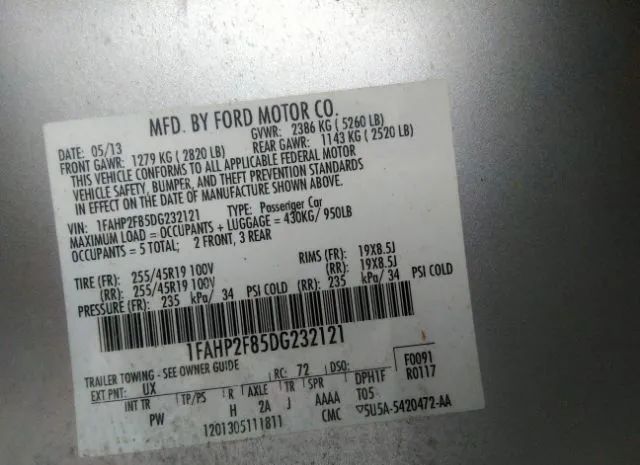 MFD. BY FORD MOTOR CO.
DATE: 05/13 GVWR: 2386 KG ( 5260 LB)
FRONT GAWR: 1279 KG ( 2820 LB) REAR GAWR: 1143 KG ( 2520 LB)
THIS VEHICLE CONFORMS TO ALL APPLICABLE FEDERAL MOTOR
VEHICLE SAFETY, BUMPER, AND THEFT PREVENTION STANDARDS
IN EFFECT ON THE DATE OF MANUFACTURE SHOWN ABOVE.
VIN: 1FAHP2F85DG232121 TYPE: Passenger Car
MAXIMUM LOAD = OCCUPANTS + LUGGAGE = 430KG/ 950LB
OCCUPANTS = 5 TOTAL; 2 FRONT, 3 REAR
TIRE (FR): 255/45R19 100V RIMS (FR): 19X8.5J
(RR): 255/45R19 100V (RR): 19X8.5J
PRESSURE (FR): 235 kPa/ 34 PSI COLD (RR): 235 kPa/ 34 PSI COLD
1FAHP2F85DG232121
TRAILER TOWING - SEE OWNER GUIDE F0091
EXT PNT: UX RC: 72 DSO: R0117
INT TR TP/PS R AXLE TR SPR DPHTF
PW H 2A J AAAA T05
1201305111811 CMC ▽5U5A-5420472-AA